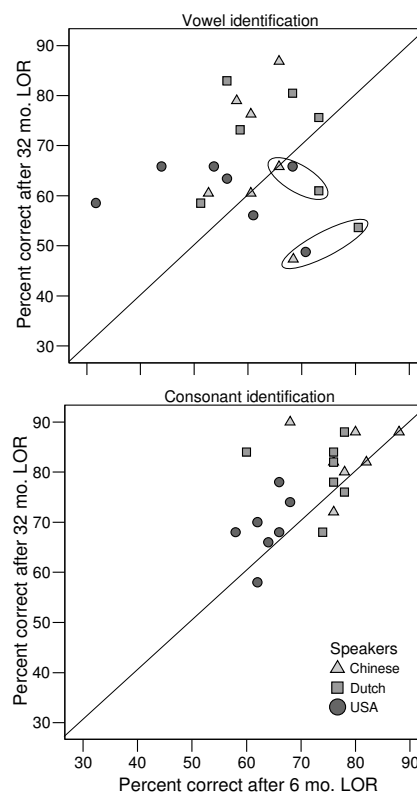 Vowel identification
90
80
70
60
50
40
30
Percent correct after 32 mo. LOR
Consonant identification
90
80
70
60
50
40
30
Percent correct after 32 mo. LOR
Speakers
Chinese
Dutch
USA
30 40 50 60 70 80 90
Percent correct after 6 mo. LOR